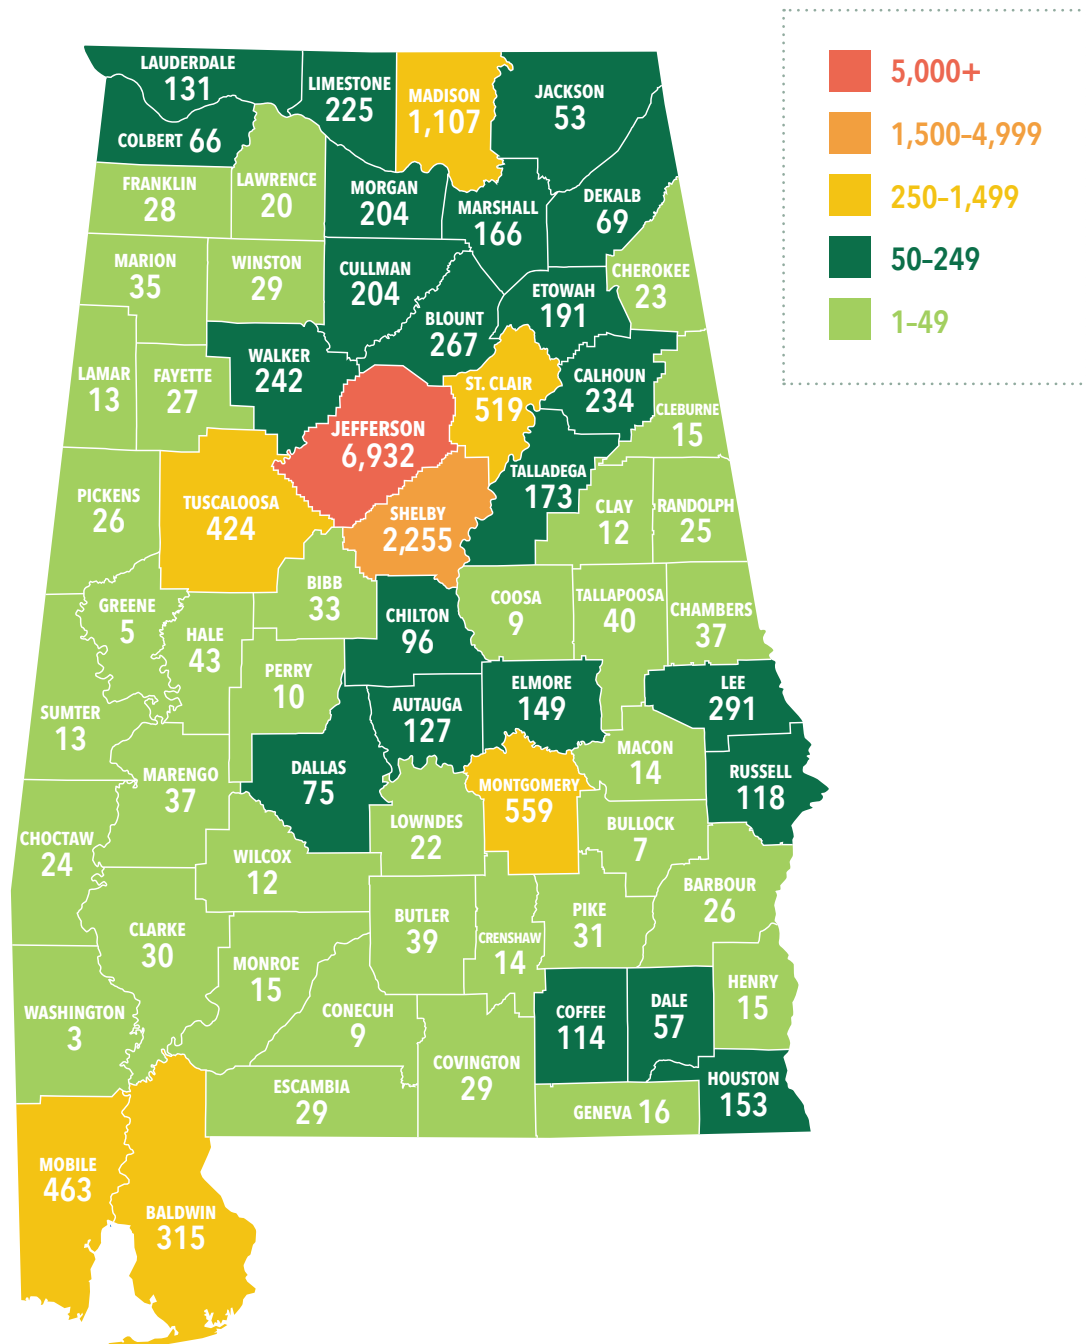 5,000+
1,500–4,999
250–1,499
50–249
1–49
LAUDERDALE
131
LIMESTONE
225
MADISON
1,107
JACKSON
53
COLBERT 66
FRANKLIN
28
LAWRENCE
20
MORGAN
204
MARSHALL
166
DEKALB
69
MARION
35
WINSTON
29
CULLMAN
204
BLOUNT
267
ETOWAH
191
CHEROKEE
23
LAMAR
13
FAYETTE
27
WALKER
242
JEFFERSON
6,932
ST. CLAIR
519
CALHOUN
234
CLEBURNE
15
PICKENS
26
TUSCALOOSA
424
SHELBY
2,255
TALLADEGA
173
CLAY
12
RANDOLPH
25
GREENE
5
HALE
43
BIBB
33
CHILTON
96
COOSA
9
TALLAPOOSA
40
CHAMBERS
37
SUMTER
13
PERRY
10
AUTAUGA
127
ELMORE
149
LEE
291
MARENGO
37
DALLAS
75
MONTGOMERY
559
MACON
14
RUSSELL
118
CHOCTAW
24
WILCOX
12
LOWNDES
22
BULLOCK
7
CLARKE
30
BUTLER
39
CRENSHAW
14
PIKE
31
BARBOUR
26
WASHINGTON
3
MONROE
15
CONECUH
9
COVINGTON
29
COFFEE
114
DALE
57
HENRY
15
ESCAMBIA
29
GENEVA 16
HOUSTON
153
MOBILE
463
BALDWIN
315